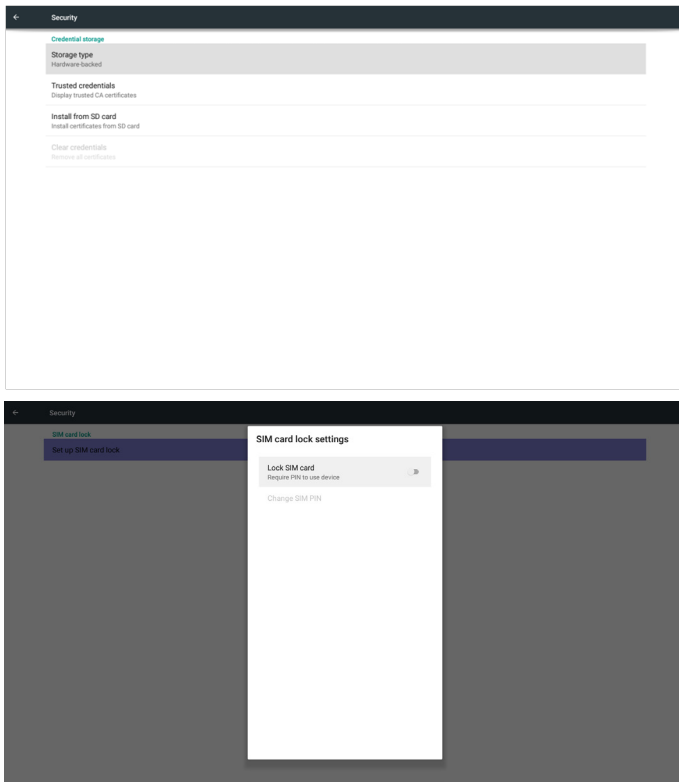 Security
Credential storage
Storage type
Hardware-backed
Trusted credentials
Display trusted CA certificates
Install from SD card
Install certificates from SD card
Clear credentials
Remove all certificates
Security
SIM card lock
Set up SIM card lock
SIM card lock settings
Lock SIM card
Require PIN to use device
Change SIM PIN